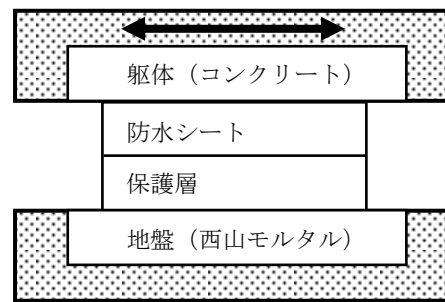 躯体（コンクリート）
防水シート
保護層
地盤（西山モルタル）